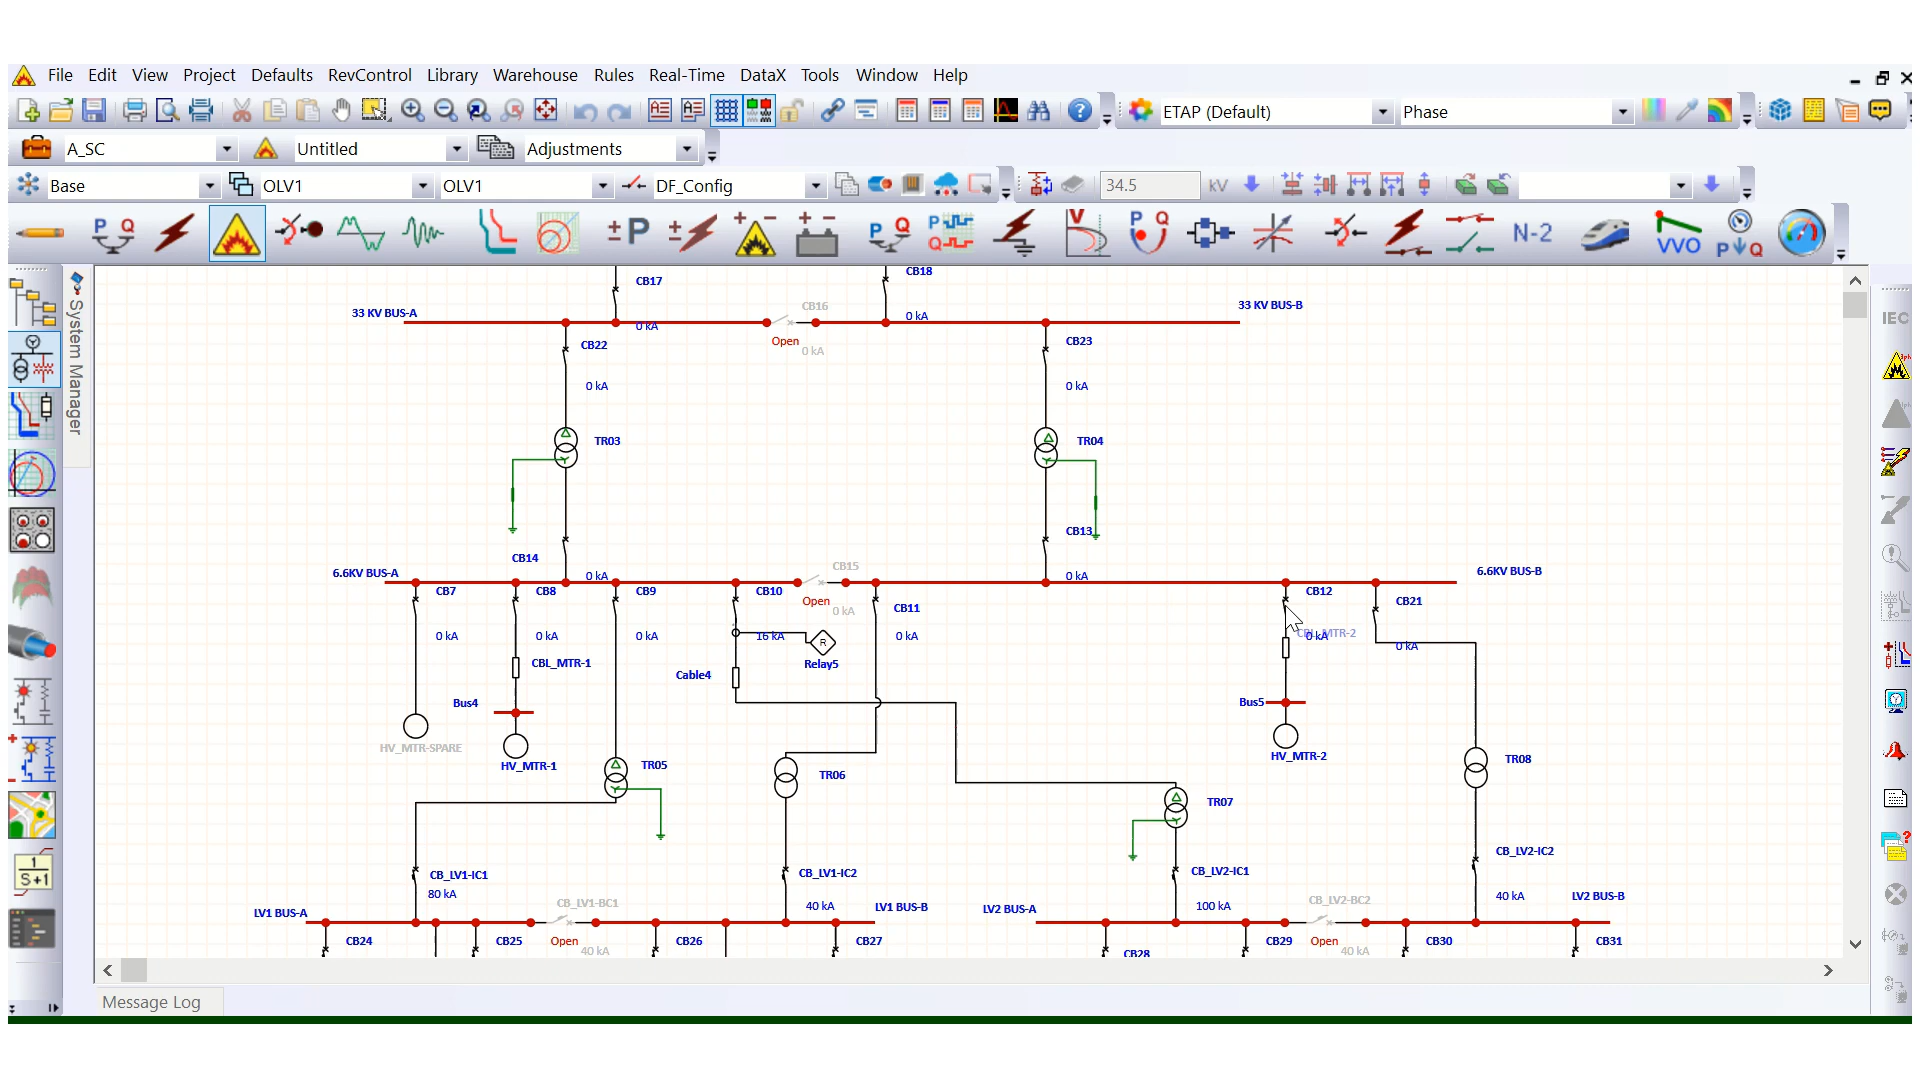 File Edit View Project Defaults RevControl Library Warehouse Rules Real-Time DataX Tools Window Help
ETAP (Default) Phase
A_SC Untitled Adjustments
Base OLV1 OLV1 DF_Config 34.5 kV
P Q ± P ± P Q P Q V P Q N-2 VVO P Q
System Manager
IEC
CB17 CB18
33 KV BUS-A CB16 33 KV BUS-B
0 kA 0 kA
CB22 Open 0 kA CB23
0 kA 0 kA
TR03 TR04
CB14 CB13
6.6KV BUS-A 0 kA CB15 0 kA 6.6KV BUS-B
CB7 CB8 CB9 CB10 Open 0 kA CB11 CB12 CB21
0 kA 0 kA 0 kA 16 kA 0 kA CBL_MTR-2 0 kA 0 kA
CBL_MTR-1 R Relay5
Cable4
Bus4 Bus5
HV_MTR-SPARE HV_MTR-1 HV_MTR-2
TR05 TR06 TR07 TR08
CB_LV1-IC1 CB_LV1-IC2 CB_LV2-IC1 CB_LV2-IC2
80 kA 40 kA 100 kA 40 kA
LV1 BUS-A CB_LV1-BC1 LV1 BUS-B LV2 BUS-A CB_LV2-BC2 LV2 BUS-B
CB24 CB25 Open 40 kA CB26 CB27 CB28 CB29 Open 40 kA CB30 CB31
1
S+1
Message Log